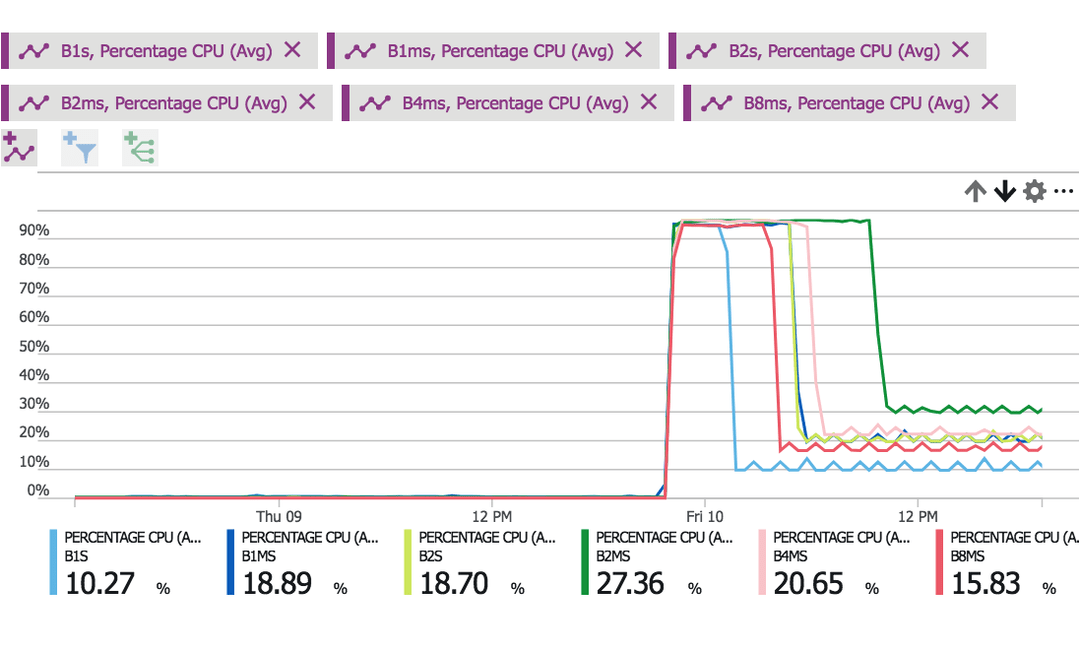 B1s, Percentage CPU (Avg) B1ms, Percentage CPU (Avg) B2s, Percentage CPU (Avg)
B2ms, Percentage CPU (Avg) B4ms, Percentage CPU (Avg) B8ms, Percentage CPU (Avg)
90%
80%
70%
60%
50%
40%
30%
20%
10%
0%
Thu 09 12 PM Fri 10 12 PM
PERCENTAGE CPU (A... PERCENTAGE CPU (A... PERCENTAGE CPU (A... PERCENTAGE CPU (A... PERCENTAGE CPU (A... PERCENTAGE CPU (A.
B1S B1MS B2S B2MS B4MS B8MS
10.27 % 18.89 % 18.70 % 27.36 % 20.65 % 15.83 %